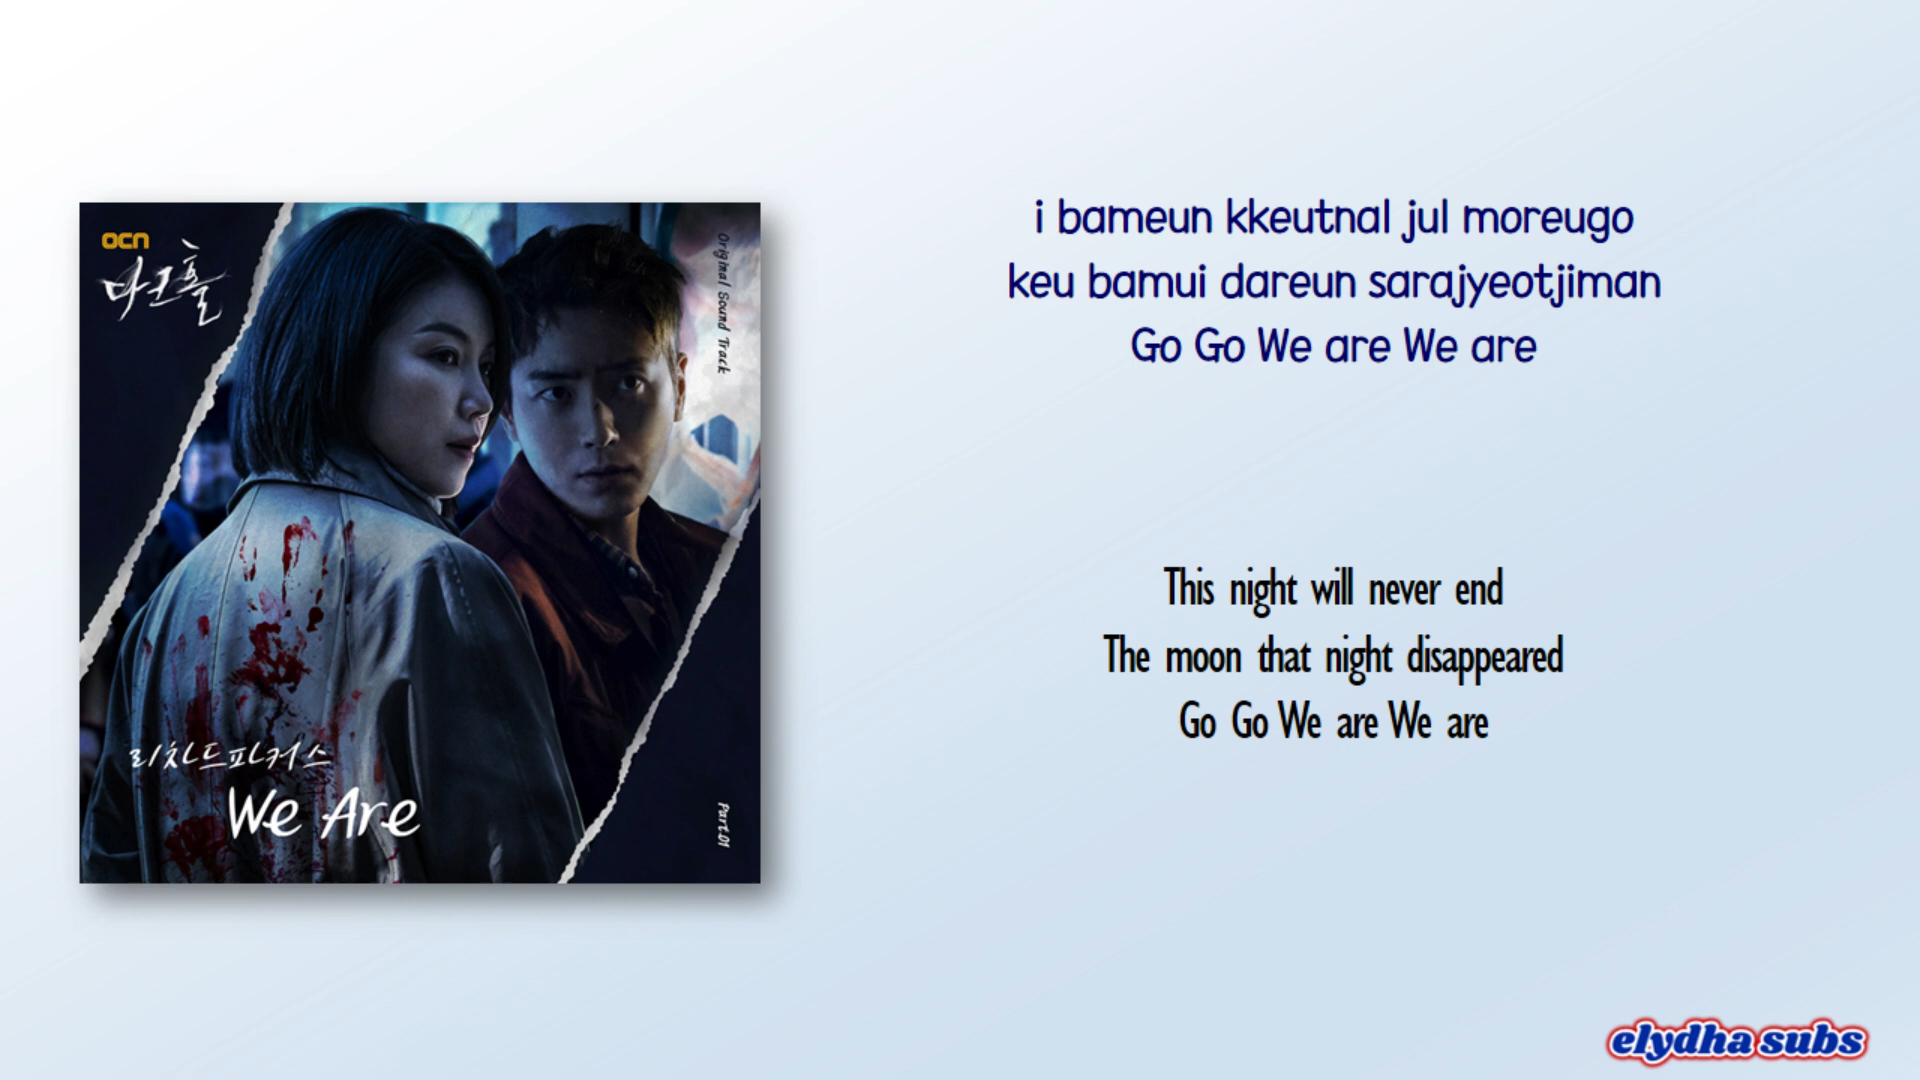 ocn
다크홀
Original Sound Track
리차드파커스
We Are
Part.01
i bameun kkeutnal jul moreugo
keu bamui dareun sarajyeotjiman
Go Go We are We are
This night will never end
The moon that night disappeared
Go Go We are We are
elydha subs